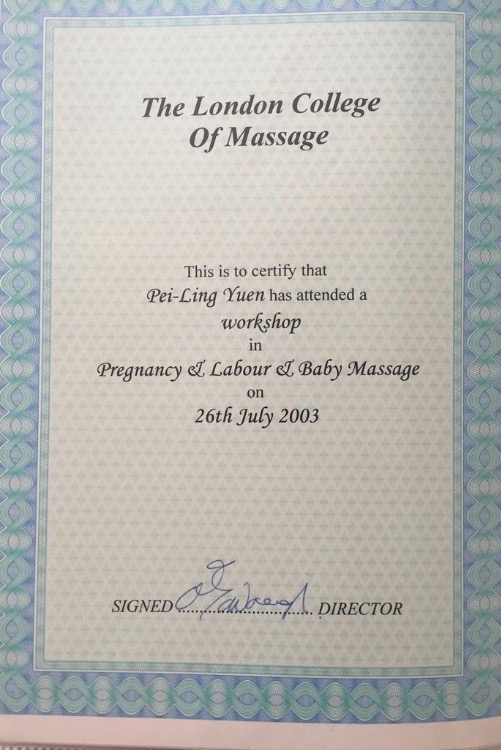 The London College
Of Massage
This is to certify that
Pei-Ling Yuen has attended a
workshop
in
Pregnancy & Labour & Baby Massage
on
26th July 2003
SIGNED .............................. DIRECTOR